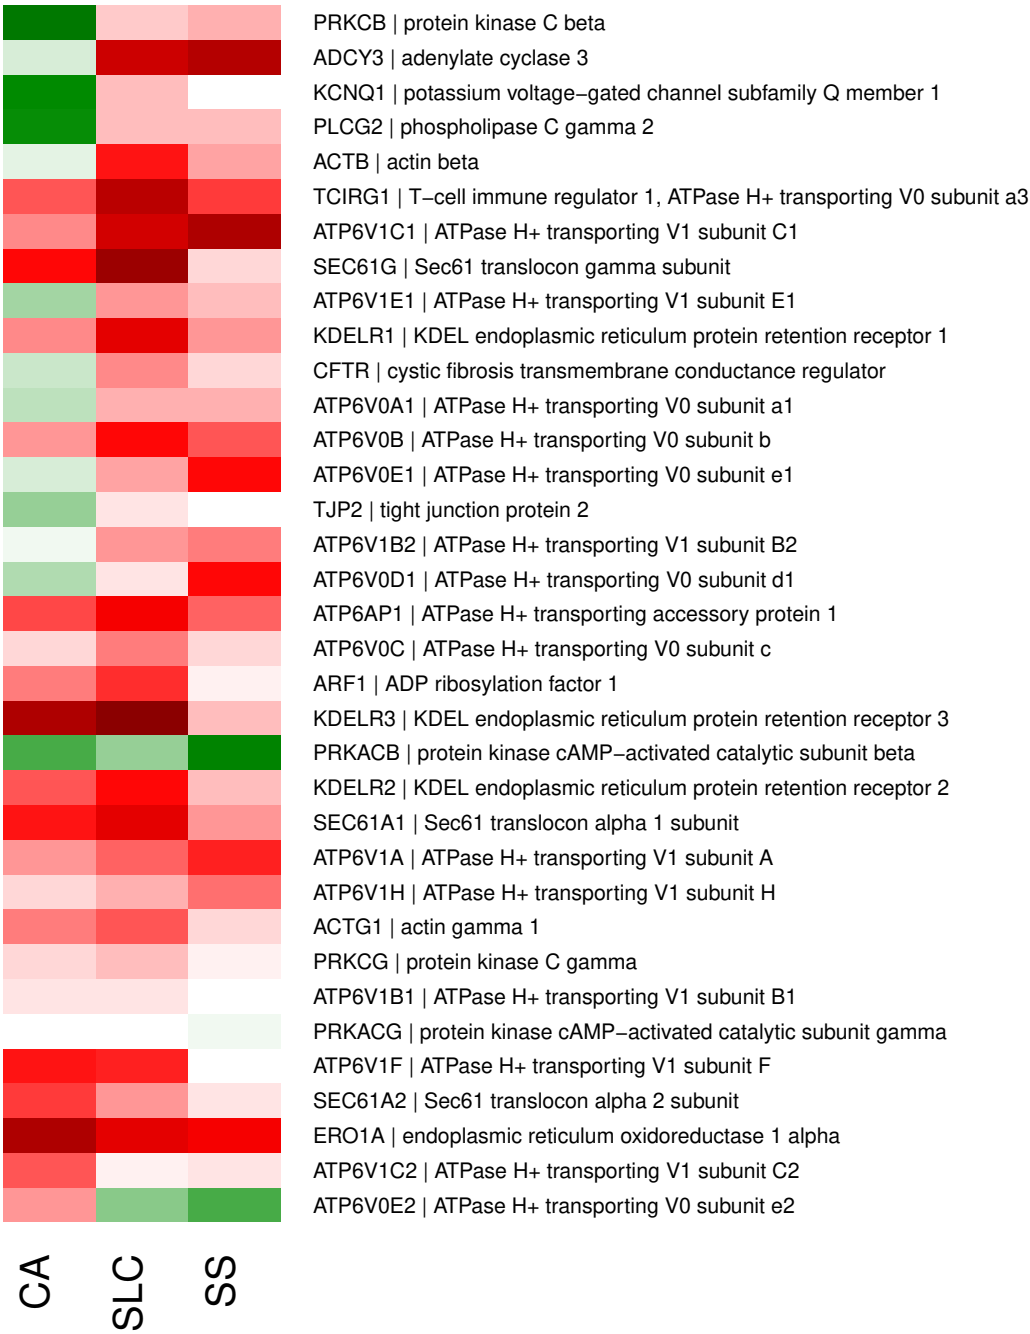 PRKCB | protein kinase C beta
ADCY3 | adenylate cyclase 3
KCNQ1 | potassium voltage−gated channel subfamily Q member 1
PLCG2 | phospholipase C gamma 2
ACTB | actin beta
TCIRG1 | T−cell immune regulator 1, ATPase H+ transporting V0 subunit a3
ATP6V1C1 | ATPase H+ transporting V1 subunit C1
SEC61G | Sec61 translocon gamma subunit
ATP6V1E1 | ATPase H+ transporting V1 subunit E1
KDELR1 | KDEL endoplasmic reticulum protein retention receptor 1
CFTR | cystic fibrosis transmembrane conductance regulator
ATP6V0A1 | ATPase H+ transporting V0 subunit a1
ATP6V0B | ATPase H+ transporting V0 subunit b
ATP6V0E1 | ATPase H+ transporting V0 subunit e1
TJP2 | tight junction protein 2
ATP6V1B2 | ATPase H+ transporting V1 subunit B2
ATP6V0D1 | ATPase H+ transporting V0 subunit d1
ATP6AP1 | ATPase H+ transporting accessory protein 1
ATP6V0C | ATPase H+ transporting V0 subunit c
ARF1 | ADP ribosylation factor 1
KDELR3 | KDEL endoplasmic reticulum protein retention receptor 3
PRKACB | protein kinase cAMP−activated catalytic subunit beta
KDELR2 | KDEL endoplasmic reticulum protein retention receptor 2
SEC61A1 | Sec61 translocon alpha 1 subunit
ATP6V1A | ATPase H+ transporting V1 subunit A
ATP6V1H | ATPase H+ transporting V1 subunit H
ACTG1 | actin gamma 1
PRKCG | protein kinase C gamma
ATP6V1B1 | ATPase H+ transporting V1 subunit B1
PRKACG | protein kinase cAMP−activated catalytic subunit gamma
ATP6V1F | ATPase H+ transporting V1 subunit F
SEC61A2 | Sec61 translocon alpha 2 subunit
ERO1A | endoplasmic reticulum oxidoreductase 1 alpha
ATP6V1C2 | ATPase H+ transporting V1 subunit C2
ATP6V0E2 | ATPase H+ transporting V0 subunit e2
CA
SLC
SS